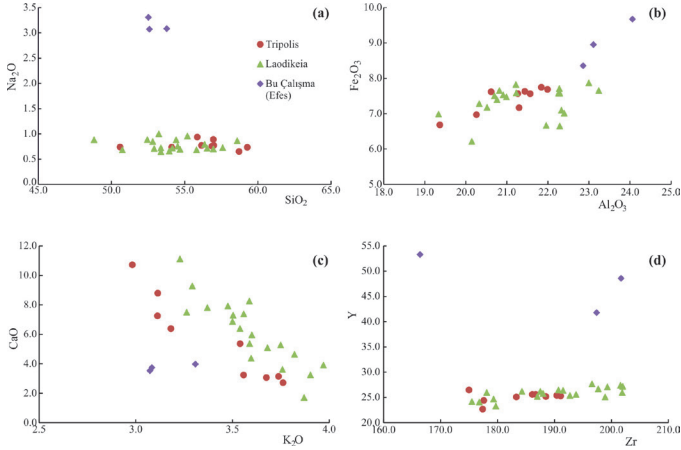 (a)
3.5
3.0
2.5
2.0
1.5
1.0
0.5
0.0
Na₂O
45.0 50.0 55.0 60.0 65.0
SiO₂
Tripolis
Laodikeia
Bu Çalışma
(Efes)
(b)
10.0
9.0
8.0
7.0
6.0
5.0
Fe₂O₃
18.0 19.0 20.0 21.0 22.0 23.0 24.0 25.0
Al₂O₃
(c)
12.0
10.0
8.0
6.0
4.0
2.0
0.0
CaO
2.5 3.0 3.5 4.0
K₂O
(d)
55.0
50.0
45.0
40.0
35.0
30.0
25.0
20.0
Y
160.0 170.0 180.0 190.0 200.0 210.0
Zr